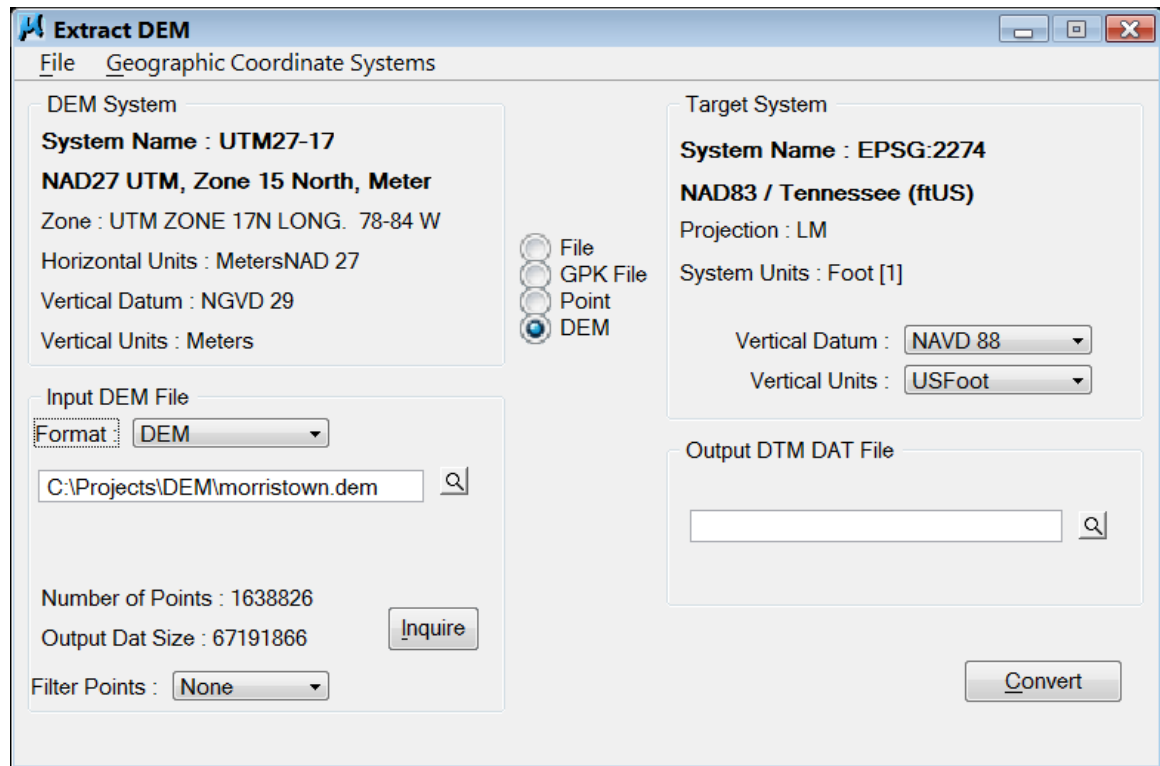 Extract DEM
File Geographic Coordinate Systems
DEM System
System Name : UTM27-17
NAD27 UTM, Zone 15 North, Meter
Zone : UTM ZONE 17N LONG. 78-84 W
Horizontal Units : MetersNAD 27
Vertical Datum : NGVD 29
Vertical Units : Meters
Input DEM File
Format : DEM
C:\Projects\DEM\morristown.dem
Number of Points : 1638826
Output Dat Size : 67191866
Inquire
Filter Points : None
File
GPK File
Point
DEM
Target System
System Name : EPSG:2274
NAD83 / Tennessee (ftUS)
Projection : LM
System Units : Foot [1]
Vertical Datum : NAVD 88
Vertical Units : USFoot
Output DTM DAT File
Convert